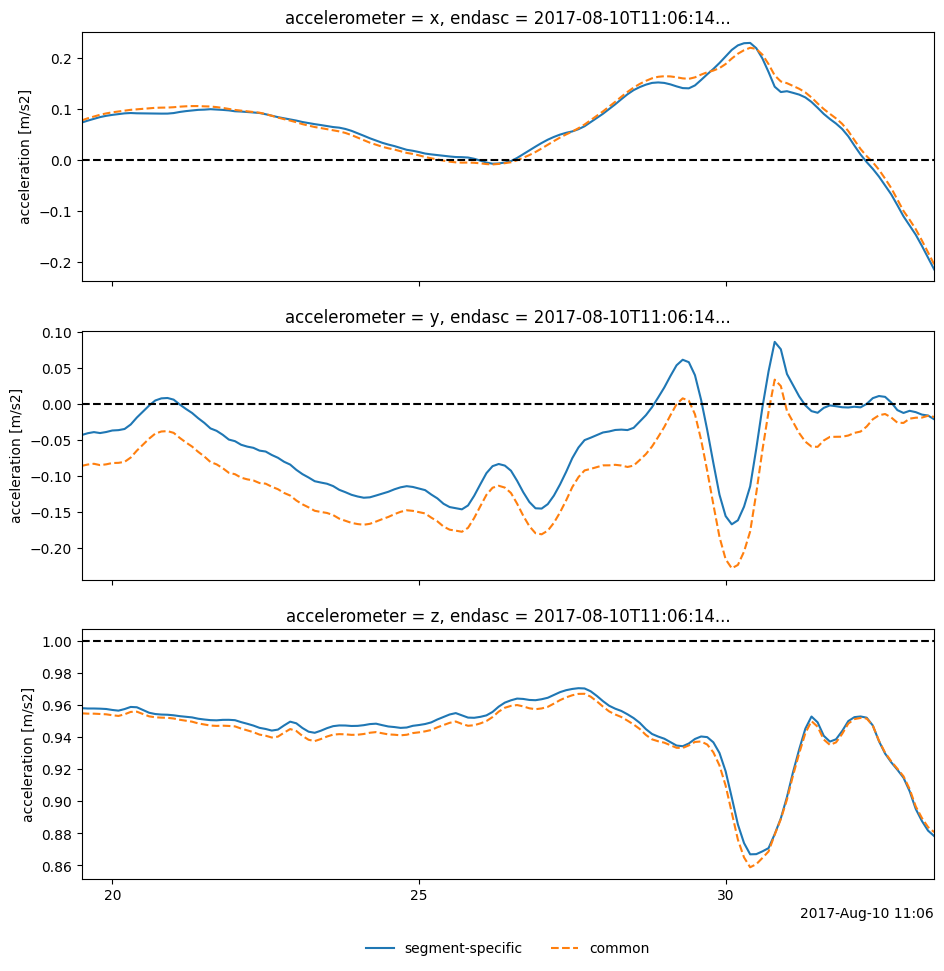 accelerometer = x, endasc = 2017-08-10T11:06:14...
acceleration [m/s2]
0.2
0.1
0.0
−0.1
−0.2
accelerometer = y, endasc = 2017-08-10T11:06:14...
acceleration [m/s2]
0.10
0.05
0.00
−0.05
−0.10
−0.15
−0.20
accelerometer = z, endasc = 2017-08-10T11:06:14...
acceleration [m/s2]
1.00
0.98
0.96
0.94
0.92
0.90
0.88
0.86
20 25 30
2017-Aug-10 11:06
segment-specific common